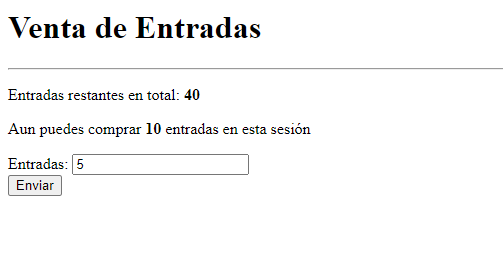 Venta de Entradas
Entradas restantes en total: 40
Aun puedes comprar 10 entradas en esta sesión
Entradas: 5
Enviar